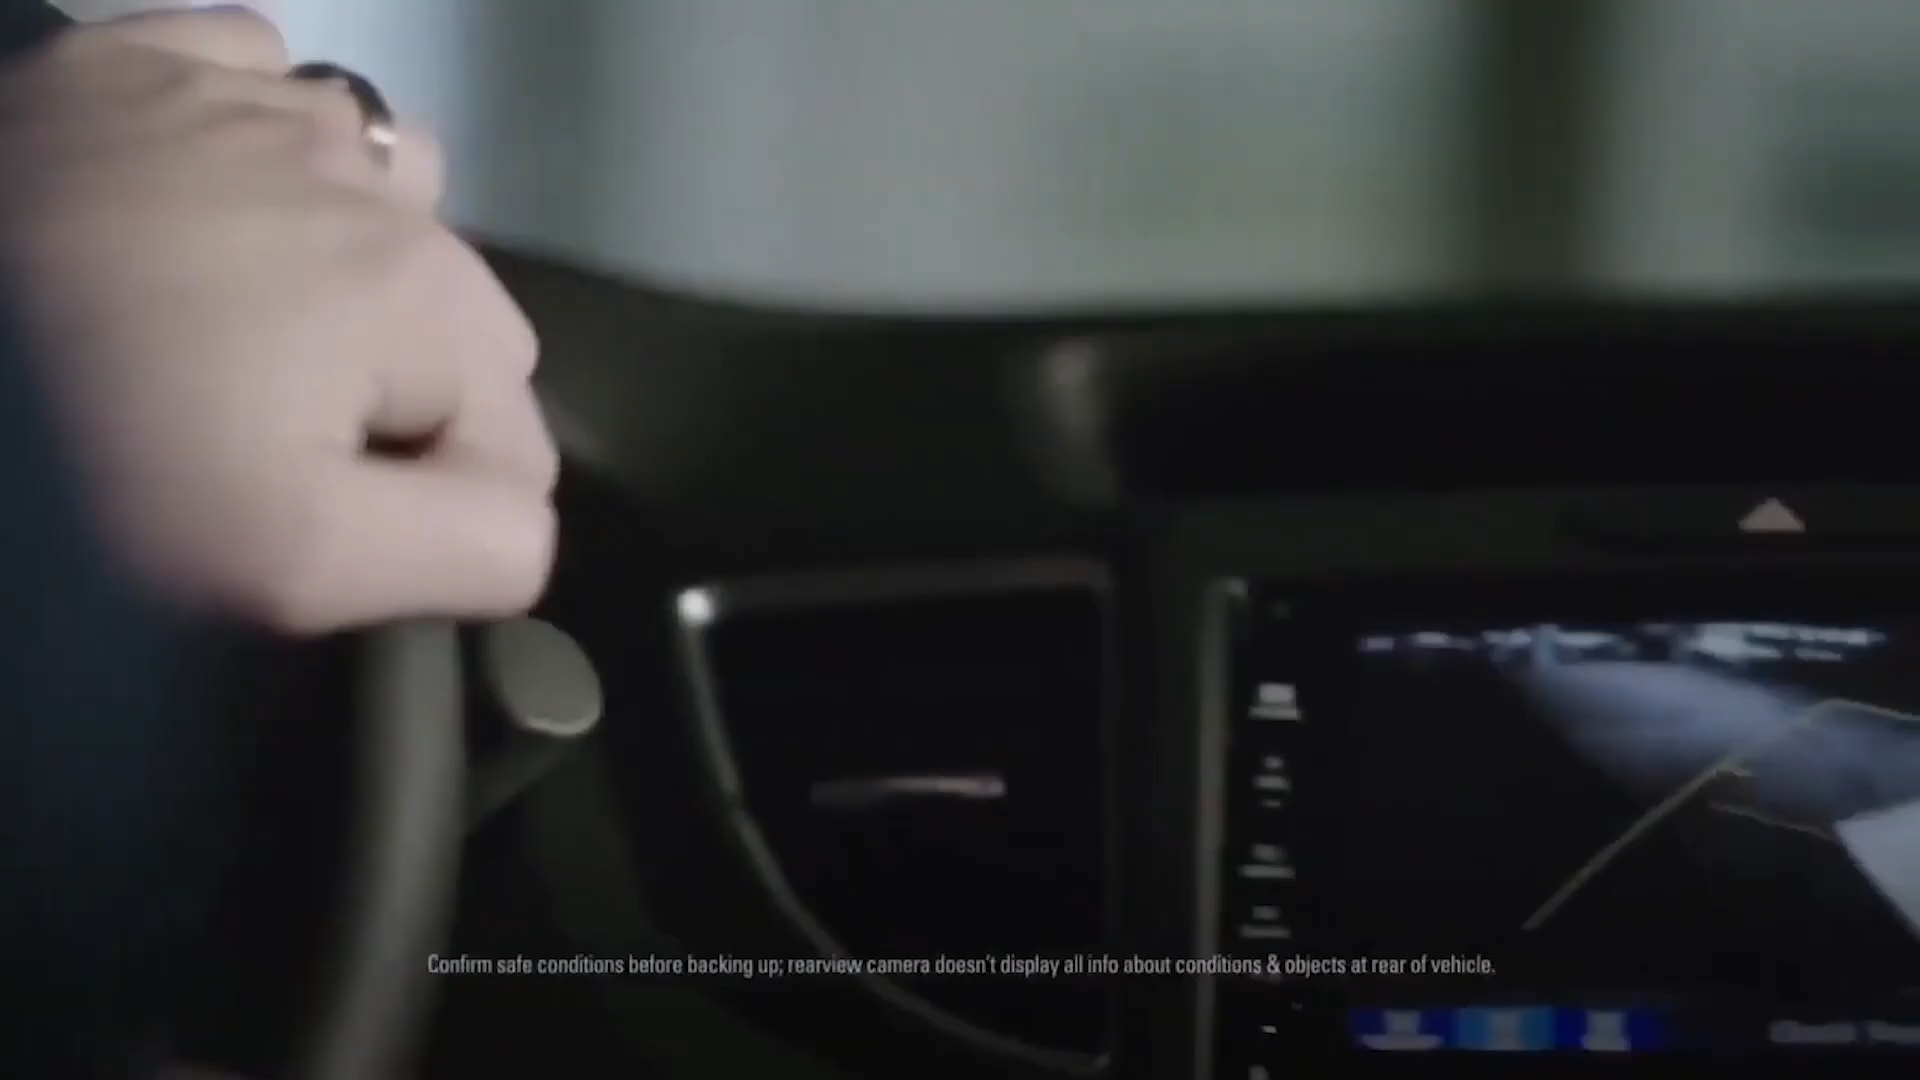 Confirm safe conditions before backing up; rearview camera doesn't display all info about conditions & objects at rear of vehicle.